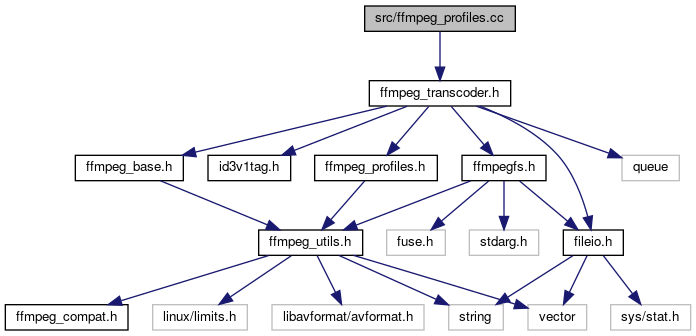 src/ffmpeg_profiles.cc
ffmpeg_transcoder.h
ffmpeg_base.h
id3v1tag.h
ffmpeg_profiles.h
ffmpegfs.h
queue
ffmpeg_utils.h
fuse.h
stdarg.h
fileio.h
ffmpeg_compat.h
linux/limits.h
libavformat/avformat.h
string
vector
sys/stat.h